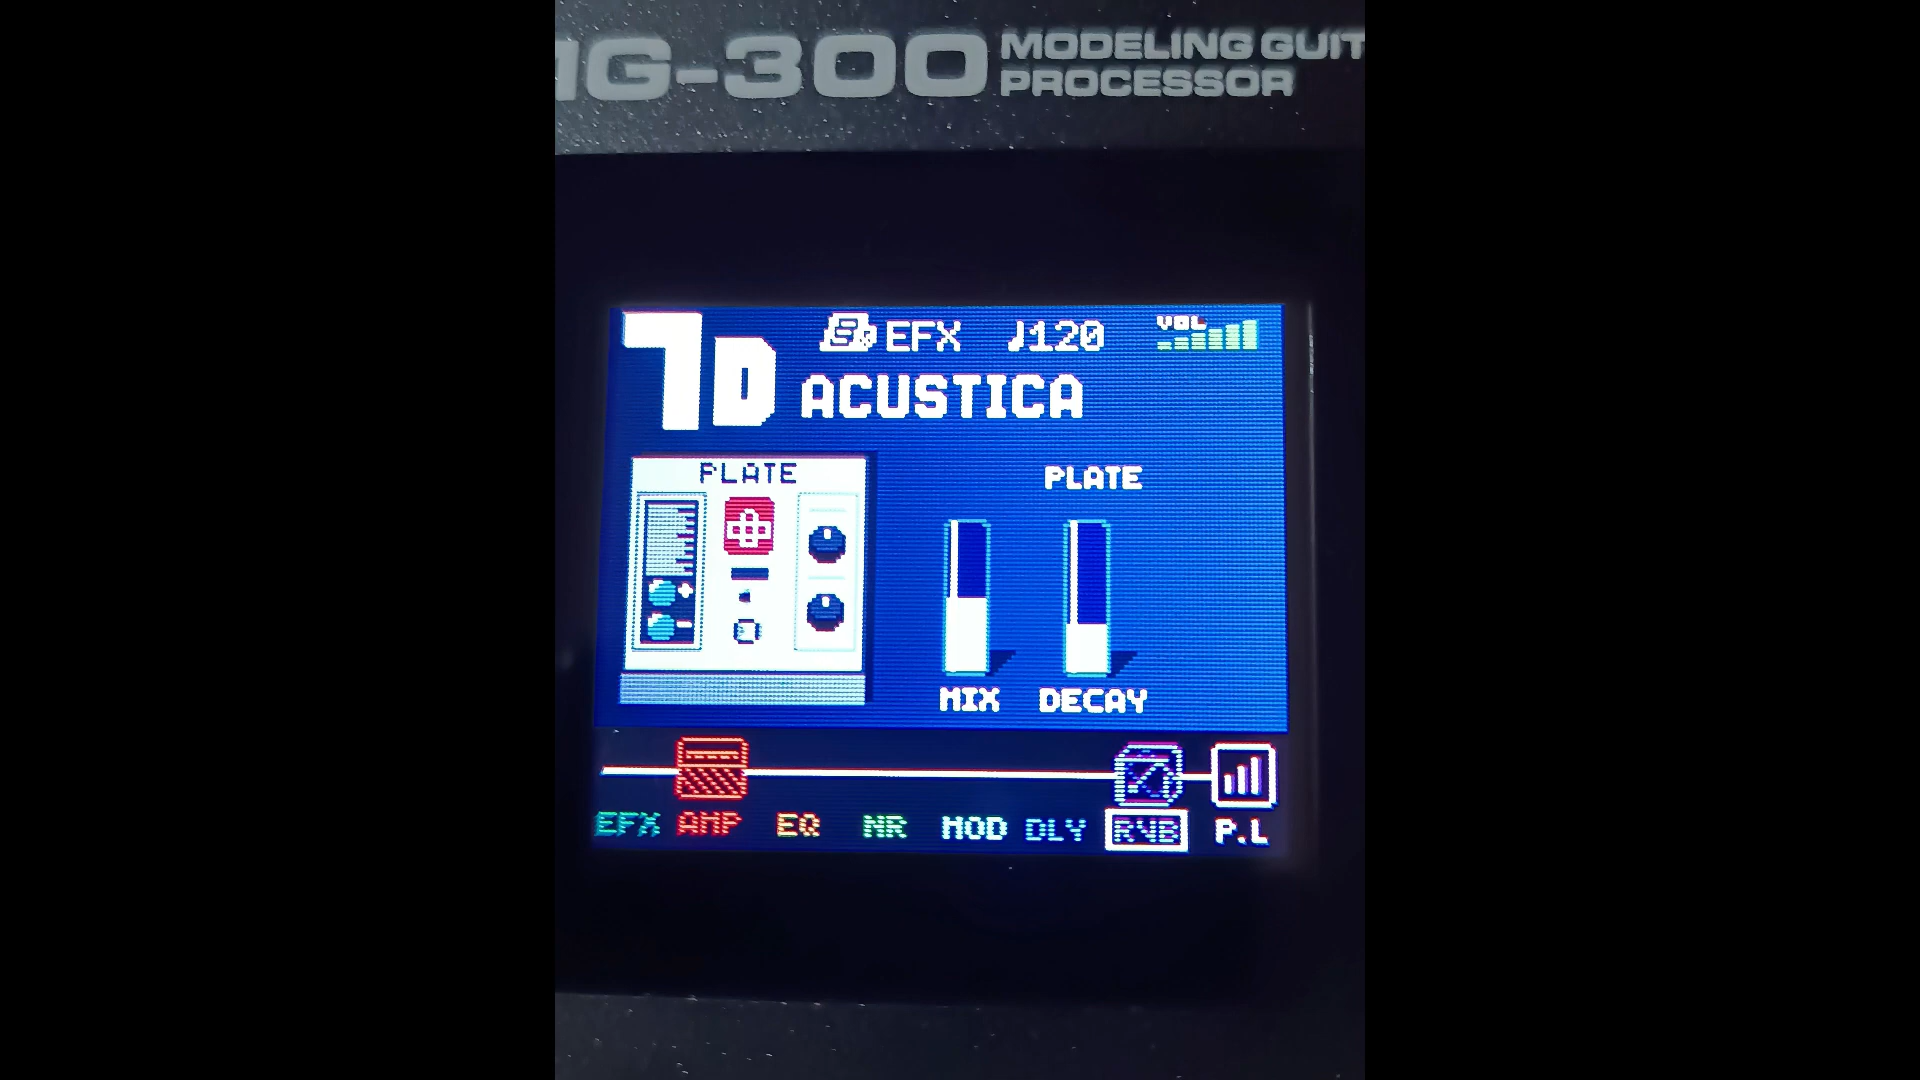 G-300 MODELING GUIT
PROCESSOR
7D EFX ♩120 VOL
ACUSTICA
PLATE
PLATE
MIX DECAY
EFX AMP EQ NR MOD DLY RVB P.L